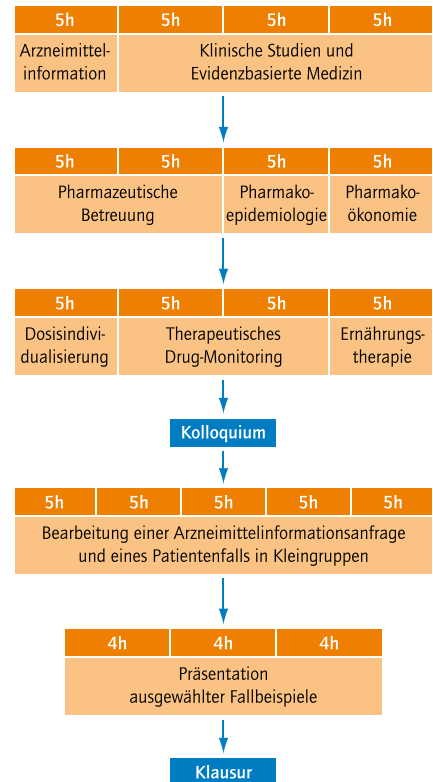 5h 5h 5h 5h
Arzneimittel-
information
Klinische Studien und
Evidenzbasierte Medizin
5h 5h 5h 5h
Pharmazeutische
Betreuung
Pharmako-
epidemiologie
Pharmako-
ökonomie
5h 5h 5h 5h
Dosisindivi-
dualisierung
Therapeutisches
Drug-Monitoring
Ernährungs-
therapie
Kolloquium
5h 5h 5h 5h 5h
Bearbeitung einer Arzneimittelinformationsanfrage
und eines Patientenfalls in Kleingruppen
4h 4h 4h
Präsentation
ausgewählter Fallbeispiele
Klausur